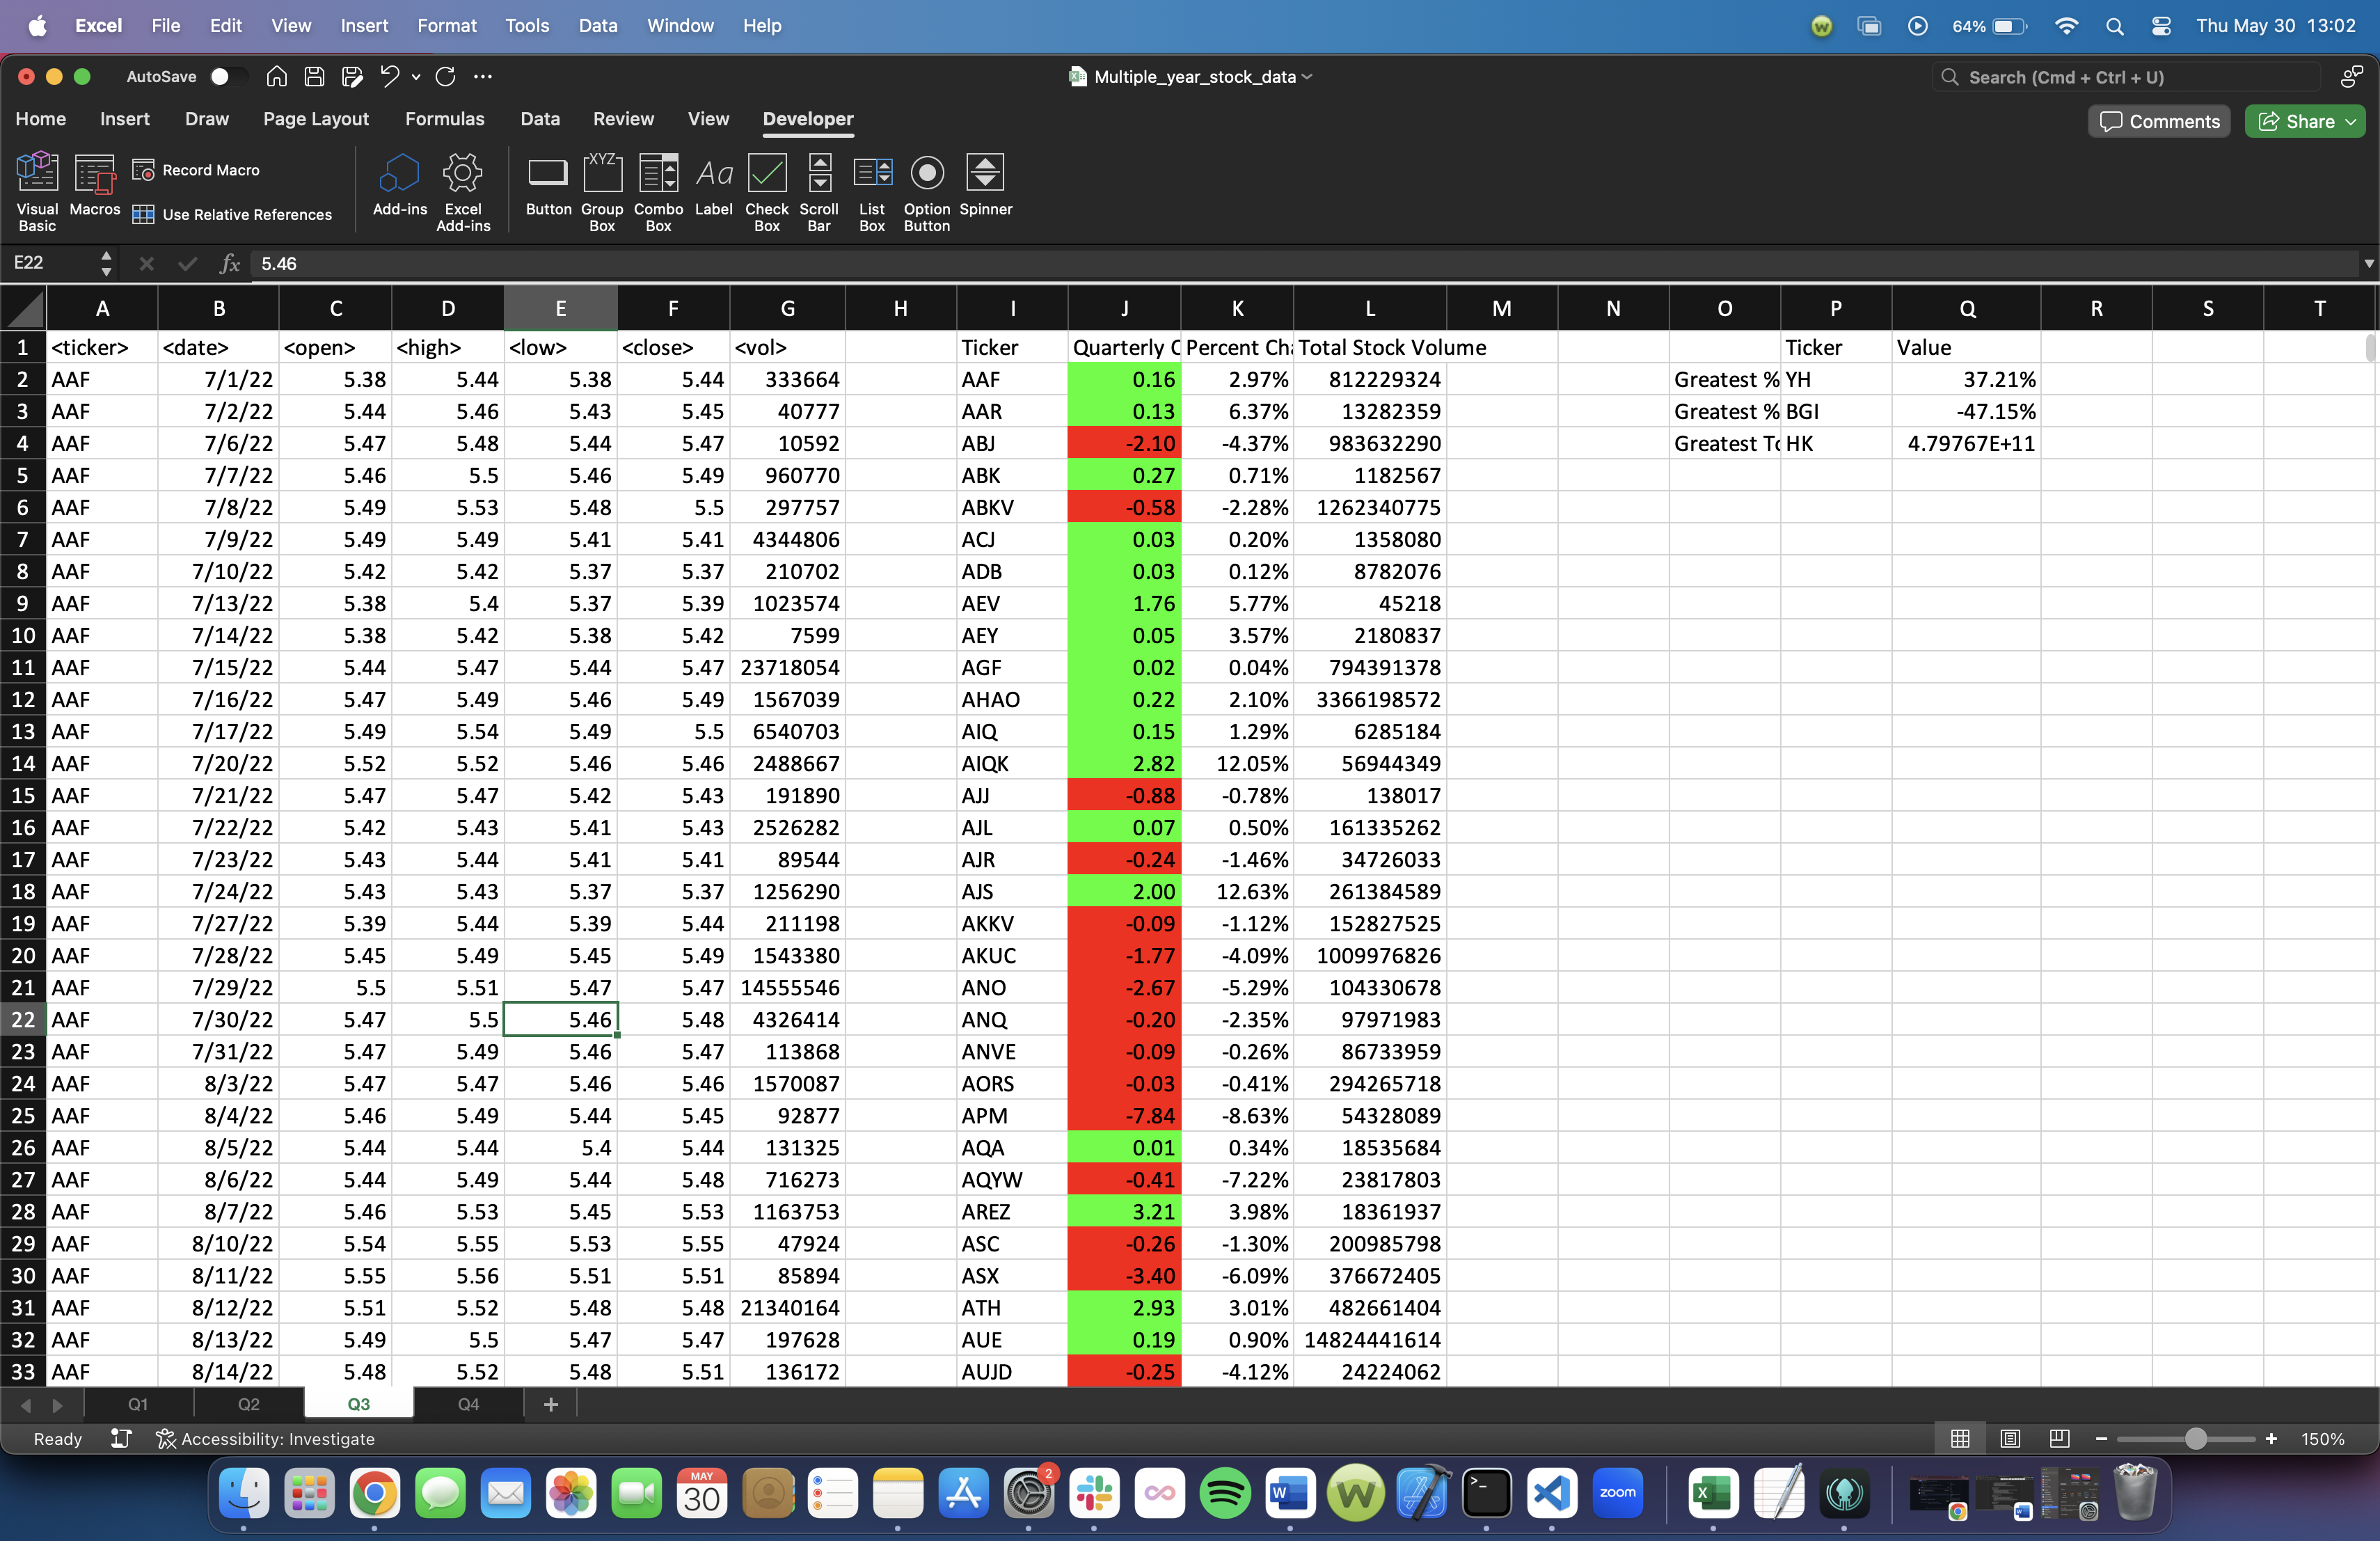 Excel File Edit View Insert Format Tools Data Window Help 64% Thu May 30 13:02
AutoSave Multiple_year_stock_data Search (Cmd + Ctrl + U)
Home Insert Draw Page Layout Formulas Data Review View Developer Comments Share
Visual Basic Macros Record Macro Use Relative References Add-ins Excel Add-ins Button Group Box Combo Box Label Check Box Scroll Bar List Box Option Button Spinner
E22 fx 5.46
A B C D E F G H I J K L M N O P Q R S T
1 <ticker> <date> <open> <high> <low> <close> <vol> Ticker Quarterly C Percent Cha Total Stock Volume Ticker Value
2 AAF 7/1/22 5.38 5.44 5.38 5.44 333664 AAF 0.16 2.97% 812229324 Greatest % YH 37.21%
3 AAF 7/2/22 5.44 5.46 5.43 5.45 40777 AAR 0.13 6.37% 13282359 Greatest % BGI -47.15%
4 AAF 7/6/22 5.47 5.48 5.44 5.47 10592 ABJ -2.10 -4.37% 983632290 Greatest To HK 4.79767E+11
5 AAF 7/7/22 5.46 5.5 5.46 5.49 960770 ABK 0.27 0.71% 1182567
6 AAF 7/8/22 5.49 5.53 5.48 5.5 297757 ABKV -0.58 -2.28% 1262340775
7 AAF 7/9/22 5.49 5.49 5.41 5.41 4344806 ACJ 0.03 0.20% 1358080
8 AAF 7/10/22 5.42 5.42 5.37 5.37 210702 ADB 0.03 0.12% 8782076
9 AAF 7/13/22 5.38 5.4 5.37 5.39 1023574 AEV 1.76 5.77% 45218
10 AAF 7/14/22 5.38 5.42 5.38 5.42 7599 AEY 0.05 3.57% 2180837
11 AAF 7/15/22 5.44 5.47 5.44 5.47 23718054 AGF 0.02 0.04% 794391378
12 AAF 7/16/22 5.47 5.49 5.46 5.49 1567039 AHAO 0.22 2.10% 3366198572
13 AAF 7/17/22 5.49 5.54 5.49 5.5 6540703 AIQ 0.15 1.29% 6285184
14 AAF 7/20/22 5.52 5.52 5.46 5.46 2488667 AIQK 2.82 12.05% 56944349
15 AAF 7/21/22 5.47 5.47 5.42 5.43 191890 AJJ -0.88 -0.78% 138017
16 AAF 7/22/22 5.42 5.43 5.41 5.43 2526282 AJL 0.07 0.50% 161335262
17 AAF 7/23/22 5.43 5.44 5.41 5.41 89544 AJR -0.24 -1.46% 34726033
18 AAF 7/24/22 5.43 5.43 5.37 5.37 1256290 AJS 2.00 12.63% 261384589
19 AAF 7/27/22 5.39 5.44 5.39 5.44 211198 AKKV -0.09 -1.12% 152827525
20 AAF 7/28/22 5.45 5.49 5.45 5.49 1543380 AKUC -1.77 -4.09% 1009976826
21 AAF 7/29/22 5.5 5.51 5.47 5.47 14555546 ANO -2.67 -5.29% 104330678
22 AAF 7/30/22 5.47 5.5 5.46 5.48 4326414 ANQ -0.20 -2.35% 97971983
23 AAF 7/31/22 5.47 5.49 5.46 5.47 113868 ANVE -0.09 -0.26% 86733959
24 AAF 8/3/22 5.47 5.47 5.46 5.46 1570087 AORS -0.03 -0.41% 294265718
25 AAF 8/4/22 5.46 5.49 5.44 5.45 92877 APM -7.84 -8.63% 54328089
26 AAF 8/5/22 5.44 5.44 5.4 5.44 131325 AQA 0.01 0.34% 18535684
27 AAF 8/6/22 5.44 5.49 5.44 5.48 716273 AQYW -0.41 -7.22% 23817803
28 AAF 8/7/22 5.46 5.53 5.45 5.53 1163753 AREZ 3.21 3.98% 18361937
29 AAF 8/10/22 5.54 5.55 5.53 5.55 47924 ASC -0.26 -1.30% 200985798
30 AAF 8/11/22 5.55 5.56 5.51 5.51 85894 ASX -3.40 -6.09% 376672405
31 AAF 8/12/22 5.51 5.52 5.48 5.48 21340164 ATH 2.93 3.01% 482661404
32 AAF 8/13/22 5.49 5.5 5.47 5.47 197628 AUE 0.19 0.90% 14824441614
33 AAF 8/14/22 5.48 5.52 5.48 5.51 136172 AUJD -0.25 -4.12% 24224062
Q1 Q2 Q3 Q4 +
Ready Accessibility: Investigate 150%
MAY 30 2 W zoom X